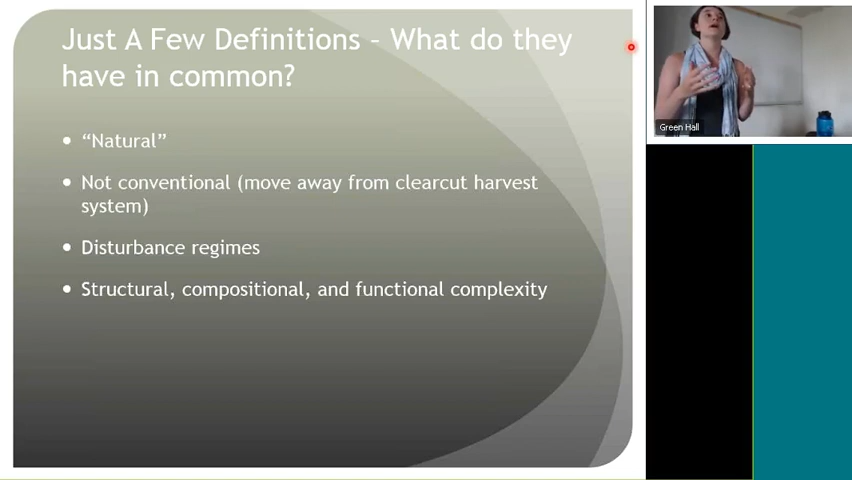 Just A Few Definitions – What do they
have in common?
• “Natural”
• Not conventional (move away from clearcut harvest
system)
• Disturbance regimes
• Structural, compositional, and functional complexity
Green Hall